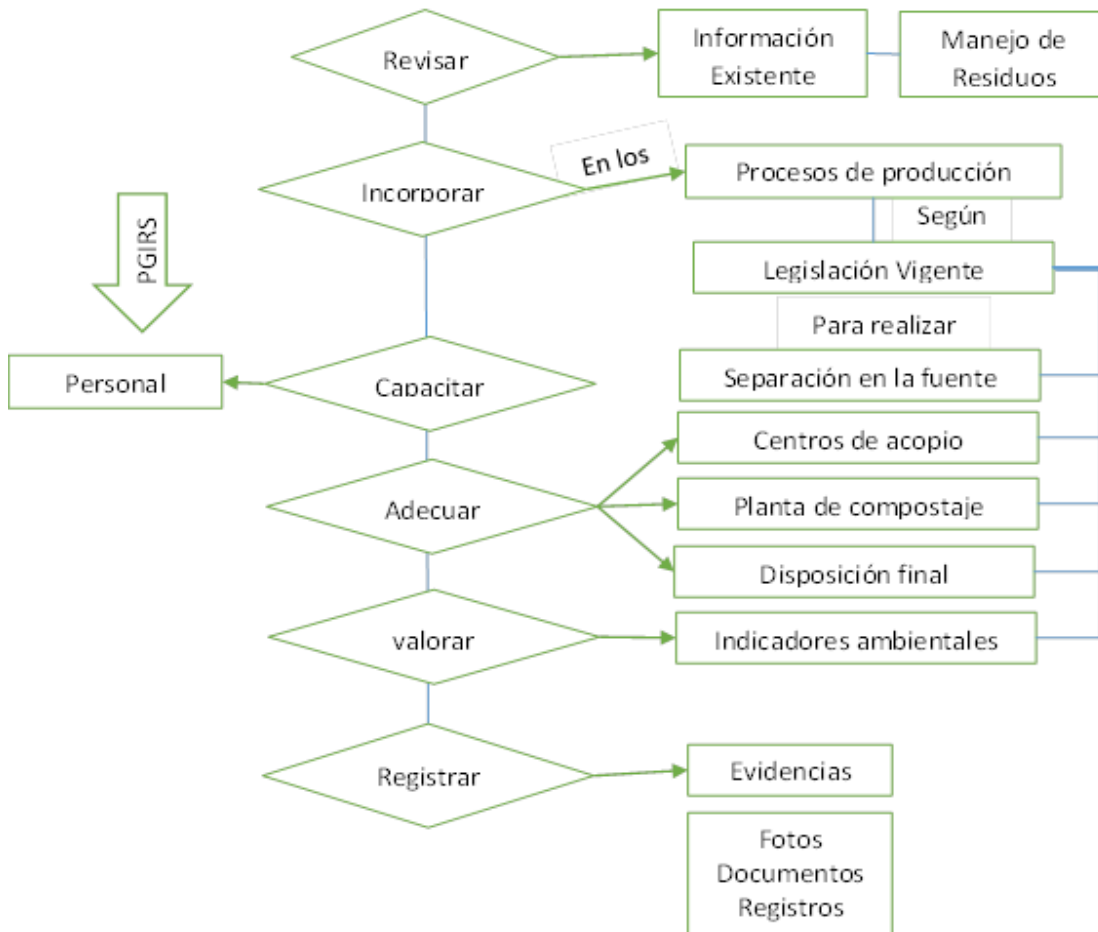 Revisar
Información
Existente
Manejo de
Residuos
Incorporar
En los
Procesos de producción
Según
Legislación Vigente
PGIRS
Para realizar
Personal
Capacitar
Separación en la fuente
Centros de acopio
Adecuar
Planta de compostaje
Disposición final
valorar
Indicadores ambientales
Registrar
Evidencias
Fotos
Documentos
Registros